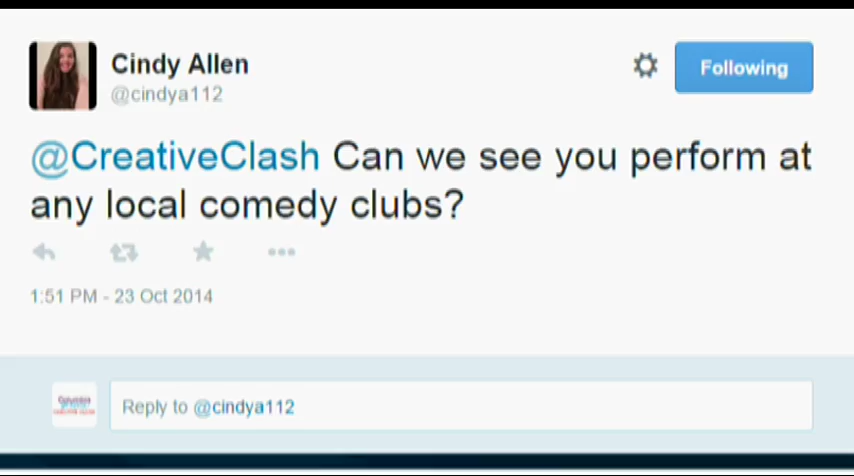 Cindy Allen
@cindya112
Following
@CreativeClash Can we see you perform at
any local comedy clubs?
1:51 PM - 23 Oct 2014
Reply to @cindya112